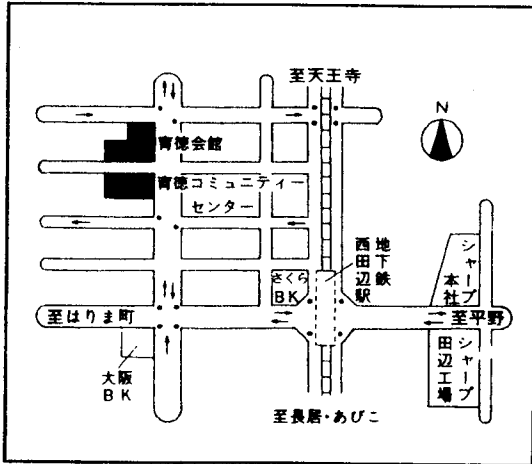 至天王寺
N
育徳会館
育徳コミュニティー
センター
地下鉄
西田辺駅
さくら
BK
シャープ
本社
至はりま町
至平野
大阪
BK
シャープ
田辺工場
至長居・あびこ